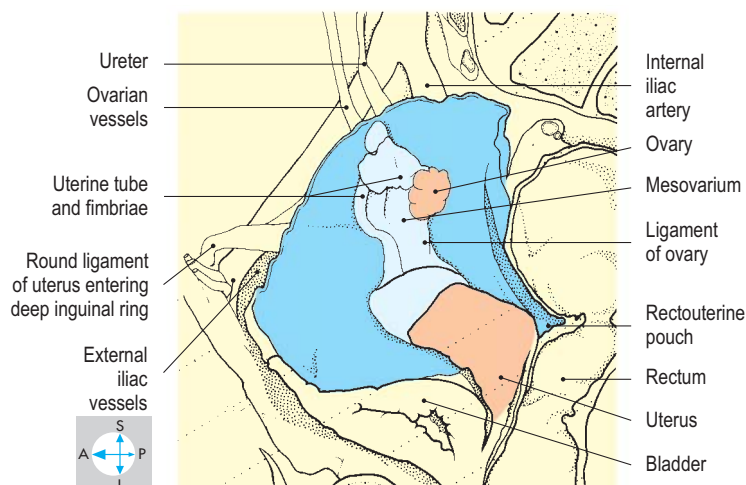 Ureter
Ovarian
vessels
Uterine tube
and fimbriae
Round ligament
of uterus entering
deep inguinal ring
External
iliac
vessels
S
A P
I
Internal
iliac
artery
Ovary
Mesovarium
Ligament
of ovary
Rectouterine
pouch
Rectum
Uterus
Bladder